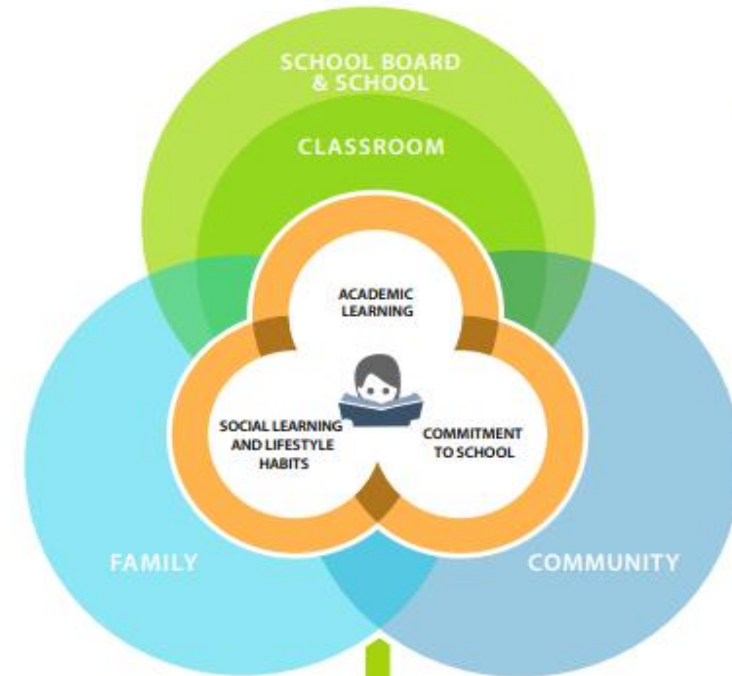 SCHOOL BOARD
& SCHOOL
CLASSROOM
ACADEMIC
LEARNING
SOCIAL LEARNING
AND LIFESTYLE
HABITS
COMMITMENT
TO SCHOOL
FAMILY
COMMUNITY